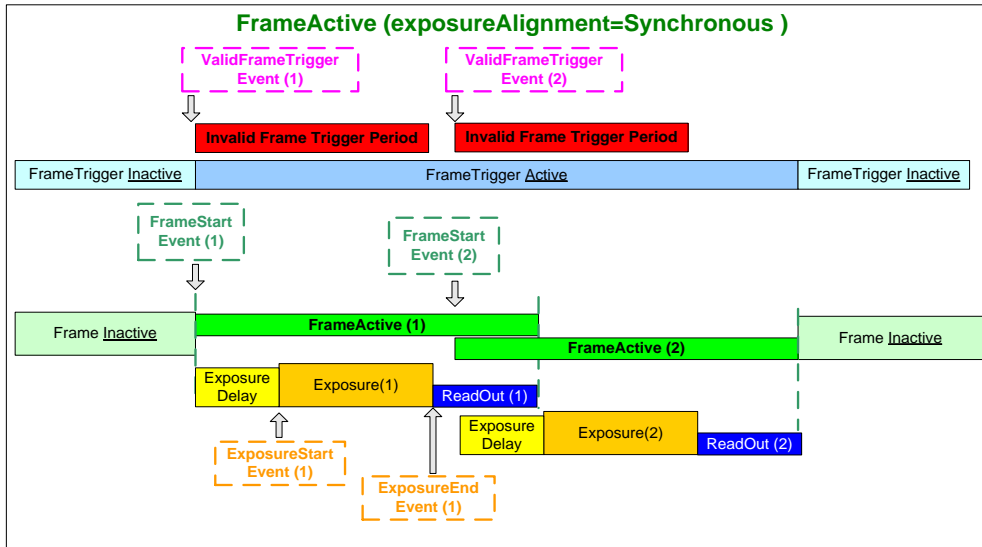 FrameActive (exposureAlignment=Synchronous )
ValidFrameTrigger
Event (1)
ValidFrameTrigger
Event (2)
Invalid Frame Trigger Period
Invalid Frame Trigger Period
FrameTrigger Inactive
FrameTrigger Active
FrameTrigger Inactive
FrameStart
Event (1)
FrameStart
Event (2)
Frame Inactive
FrameActive (1)
FrameActive (2)
Frame Inactive
Exposure
Delay
Exposure(1)
ReadOut (1)
Exposure
Delay
Exposure(2)
ReadOut (2)
ExposureStart
Event (1)
ExposureEnd
Event (1)